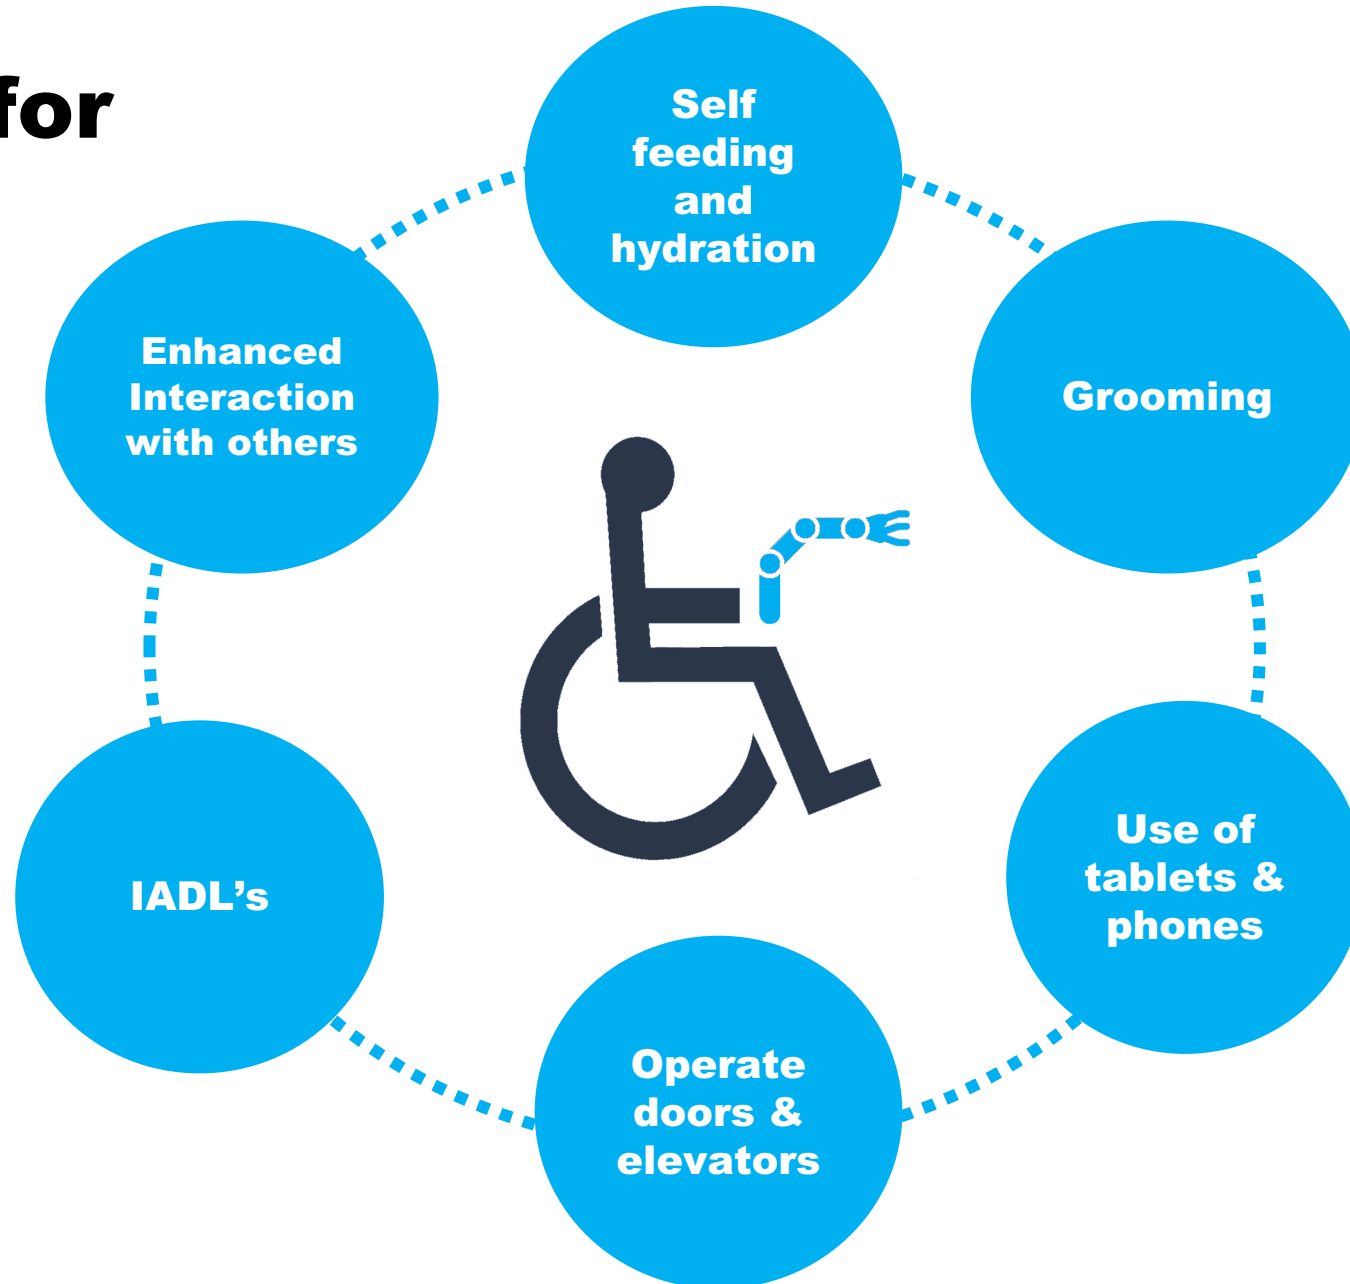 for
Self
feeding
and
hydration
Enhanced
Interaction
with others
Grooming
IADL’s
Use of
tablets &
phones
Operate
doors &
elevators